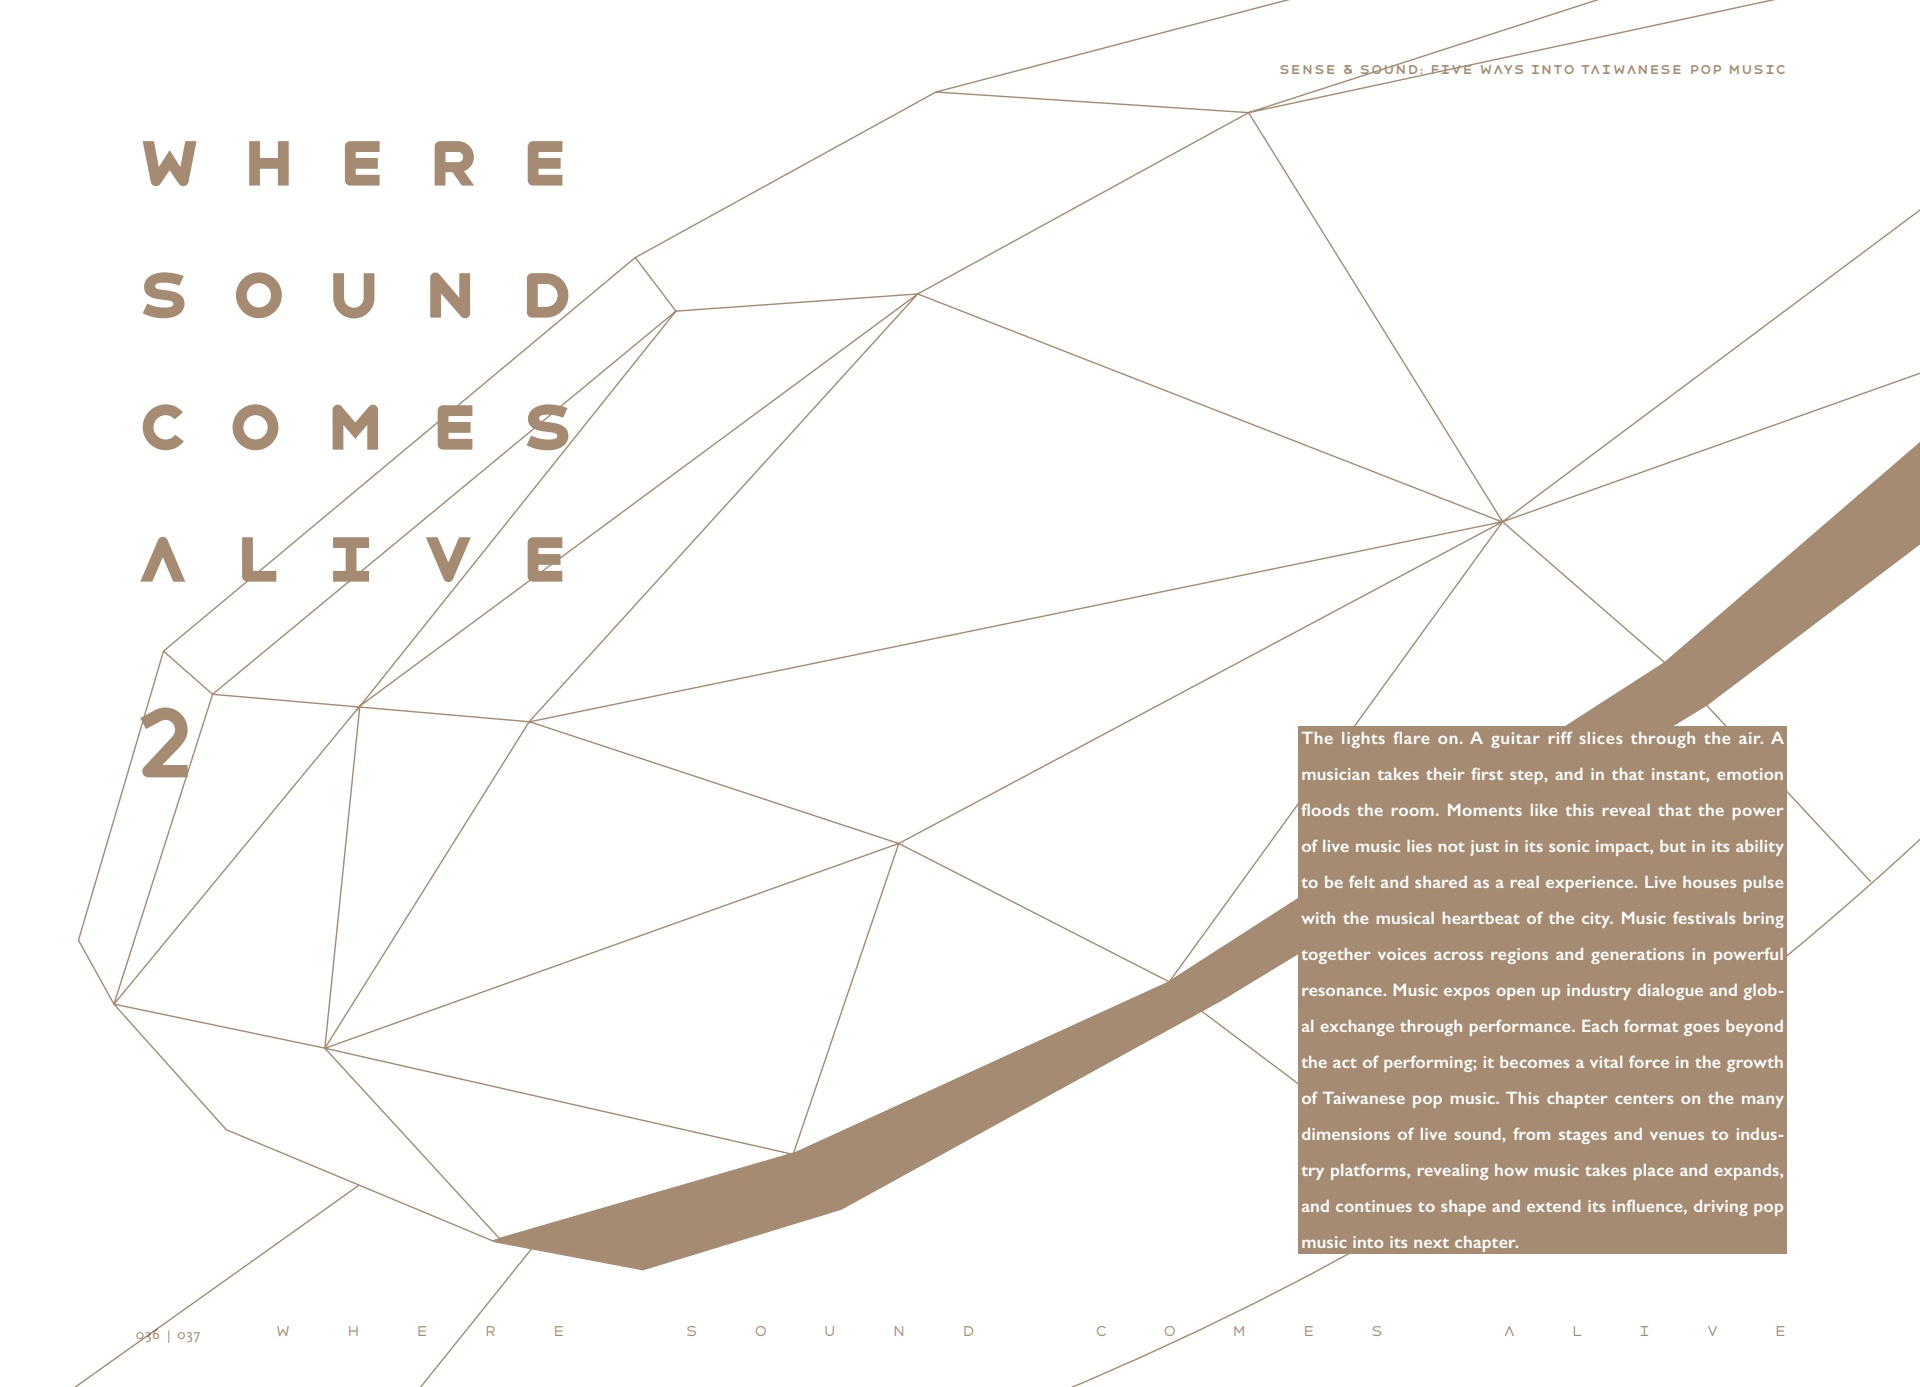 SENSE & SOUND: FIVE WAYS INTO TAIWANESE POP MUSIC
WHERE
SOUND
COMES
ALIVE
2
The lights flare on. A guitar riff slices through the air. A
musician takes their first step, and in that instant, emotion
floods the room. Moments like this reveal that the power
of live music lies not just in its sonic impact, but in its ability
to be felt and shared as a real experience. Live houses pulse
with the musical heartbeat of the city. Music festivals bring
together voices across regions and generations in powerful
resonance. Music expos open up industry dialogue and glob-
al exchange through performance. Each format goes beyond
the act of performing; it becomes a vital force in the growth
of Taiwanese pop music. This chapter centers on the many
dimensions of live sound, from stages and venues to indus-
try platforms, revealing how music takes place and expands,
and continues to shape and extend its influence, driving pop
music into its next chapter.
036 | 037 WHERE SOUND COMES ALIVE